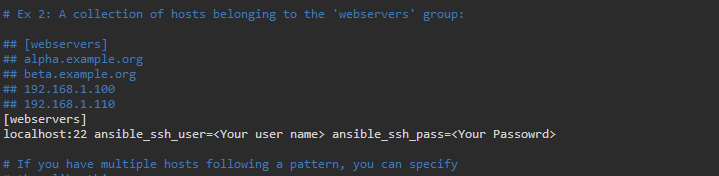 # Ex 2: A collection of hosts belonging to the 'webservers' group:
## [webservers]
## alpha.example.org
## beta.example.org
## 192.168.1.100
## 192.168.1.110
[webservers]
localhost:22 ansible_ssh_user=<Your user name> ansible_ssh_pass=<Your Passowrd>
# If you have multiple hosts following a pattern, you can specify